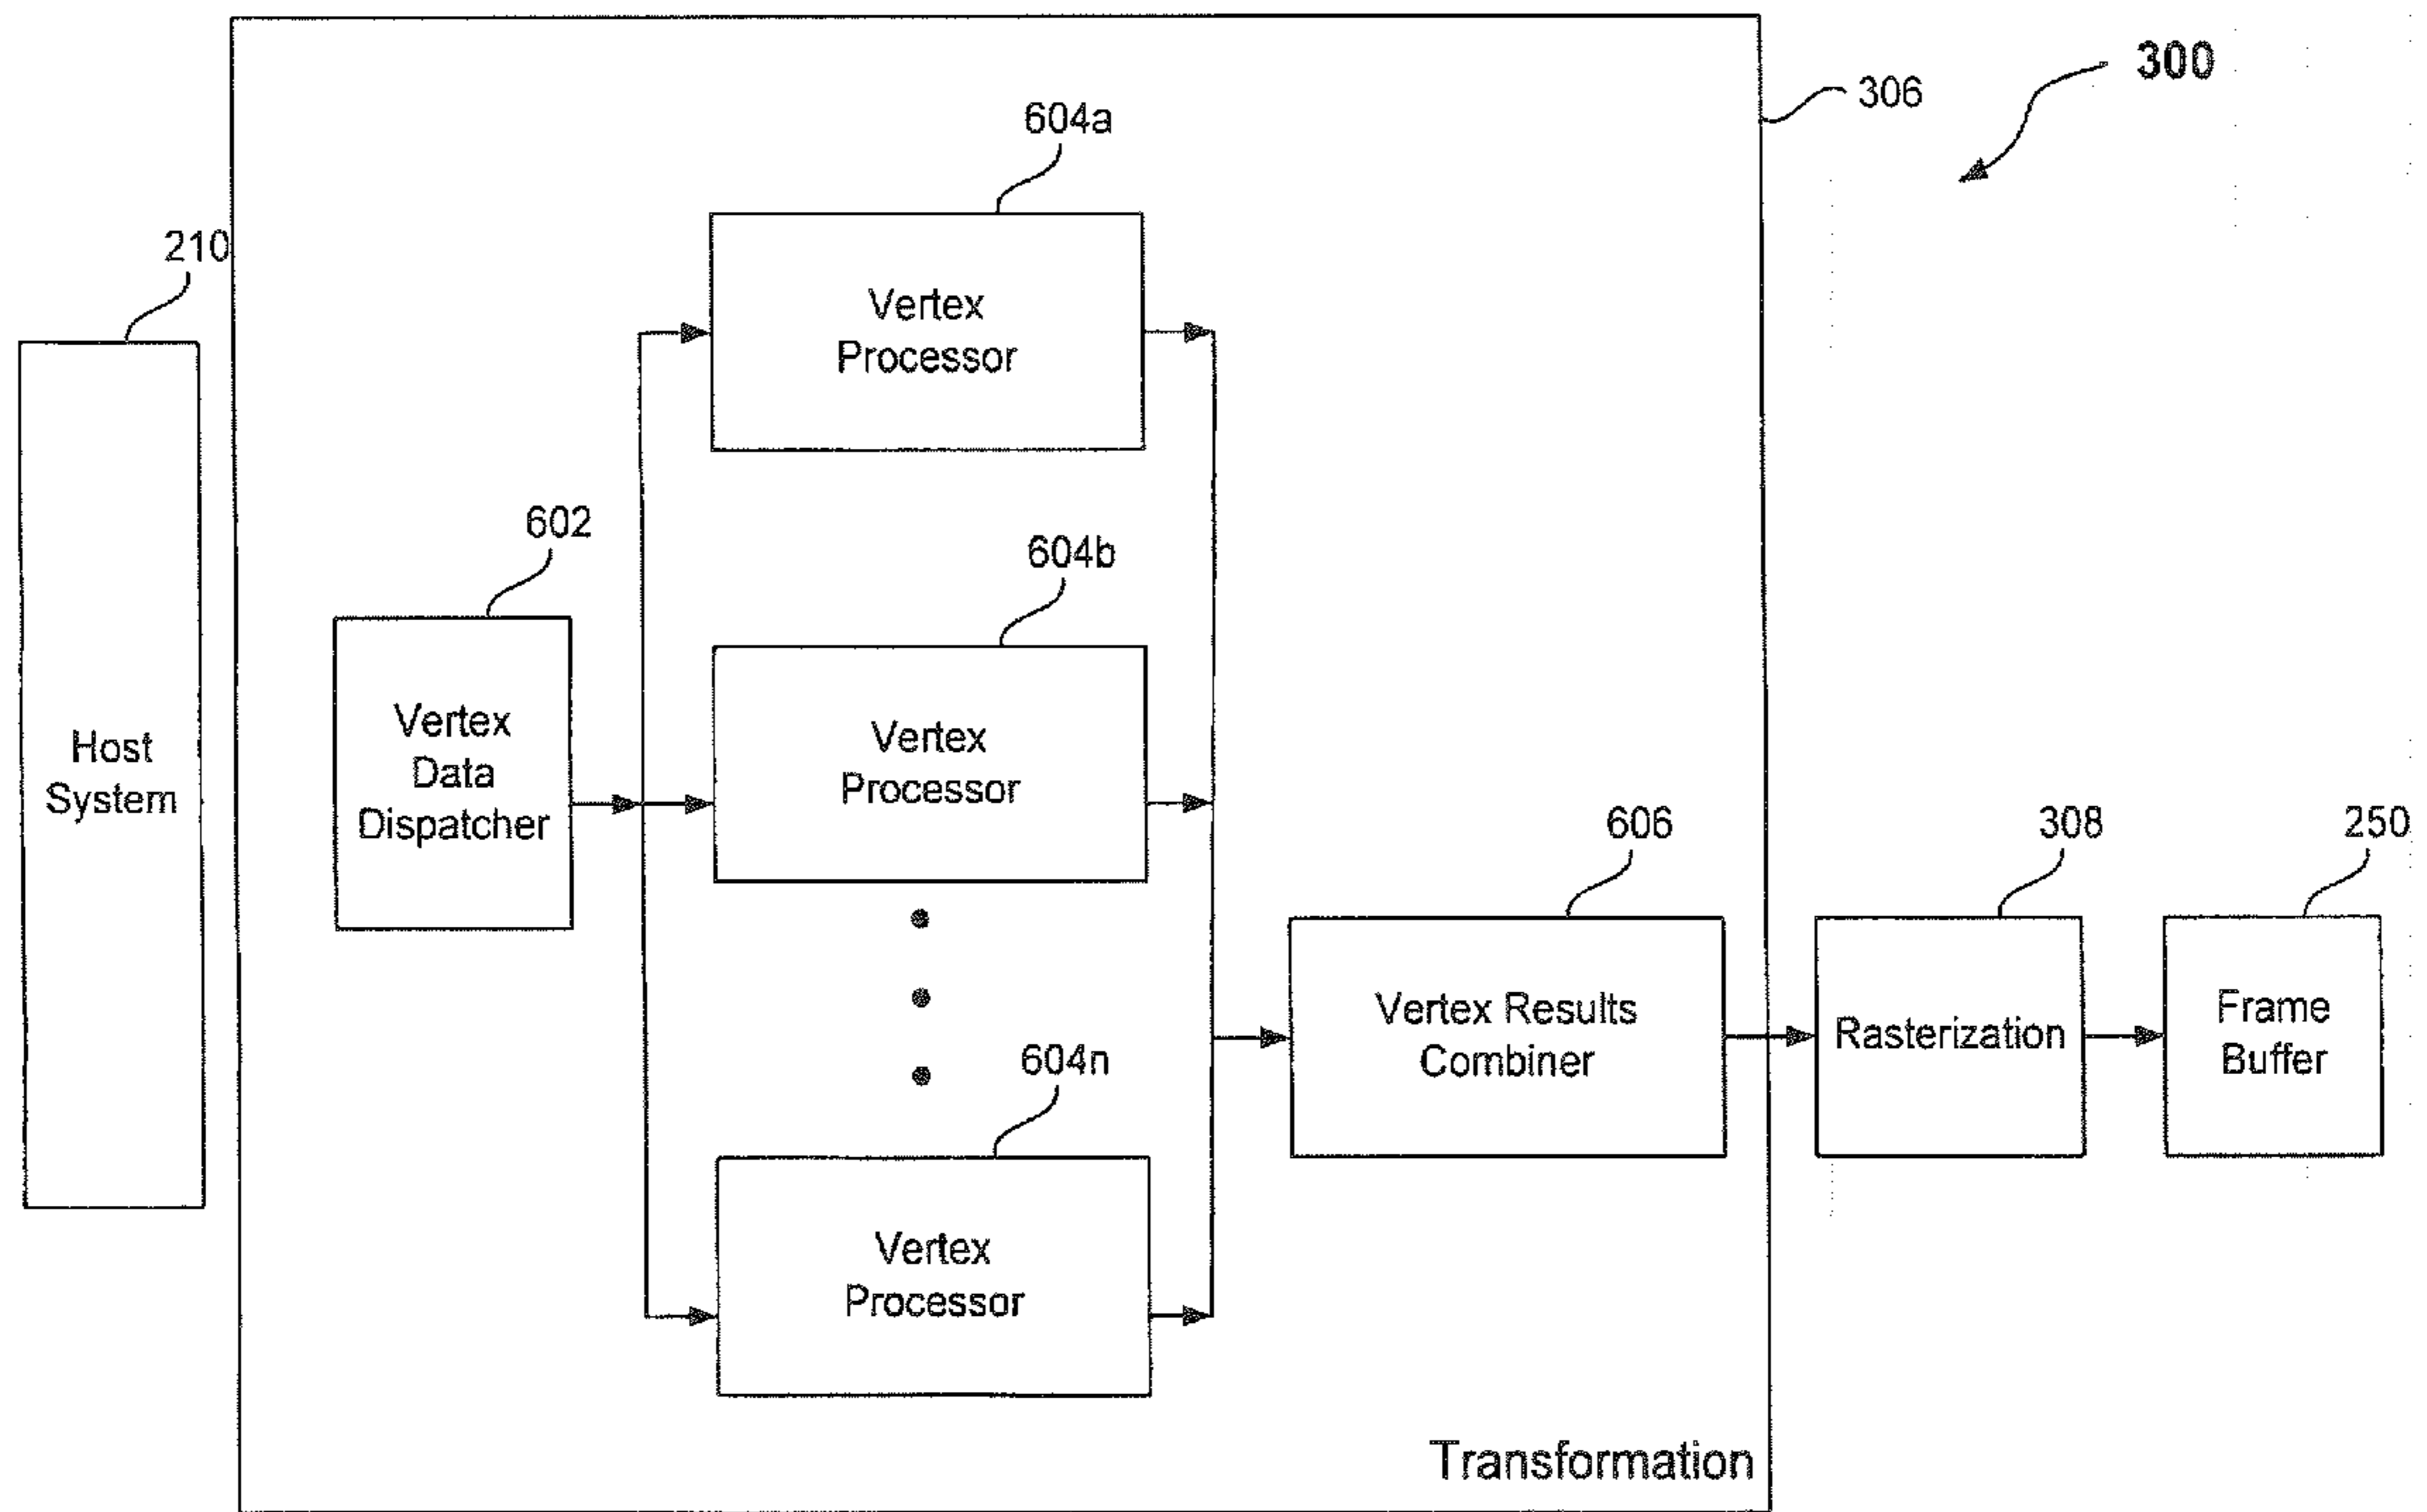 300
306
604a
210
Vertex
Processor
602
604b
Vertex
Data
Dispatcher
Vertex
Processor
Host
System
606
308
250
Vertex Results
Combiner
Rasterization
Frame
Buffer
604n
Vertex
Processor
Transformation